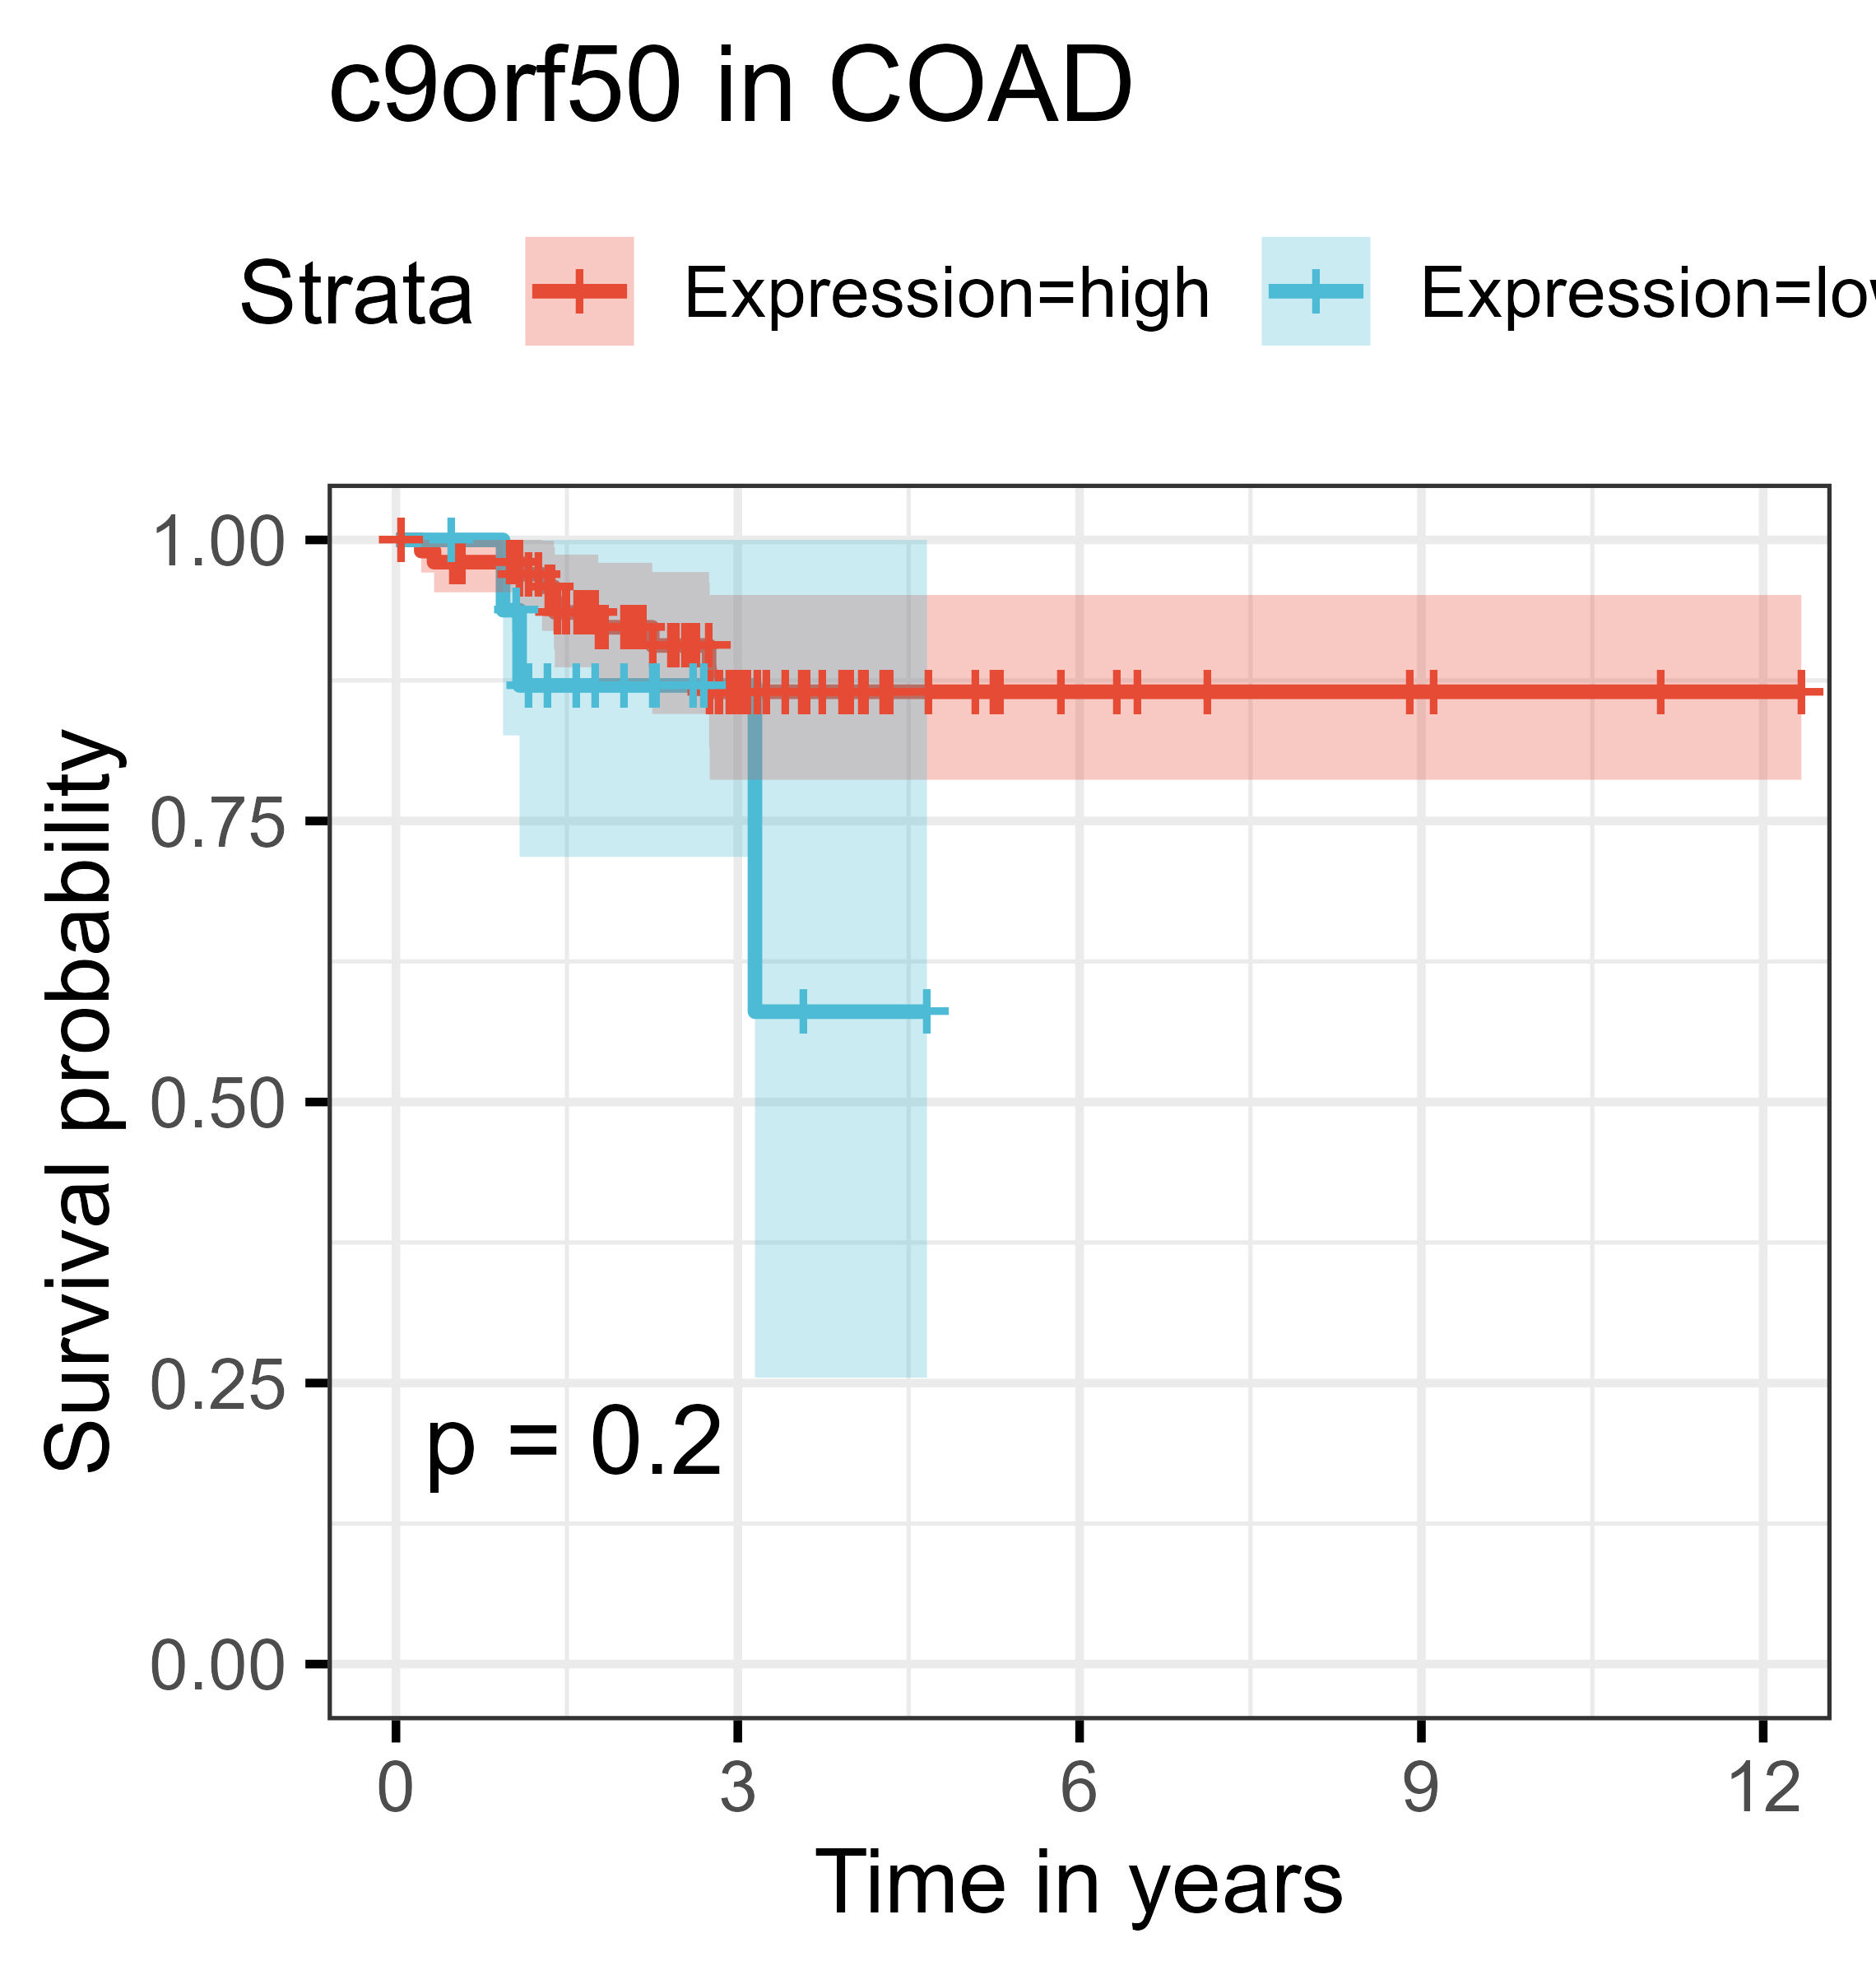 c9orf50 in COAD
Strata Expression=high Expression=lo
Survival probability
1.00
0.75
0.50
0.25
0.00
p = 0.2
0 3 6 9 12
Time in years